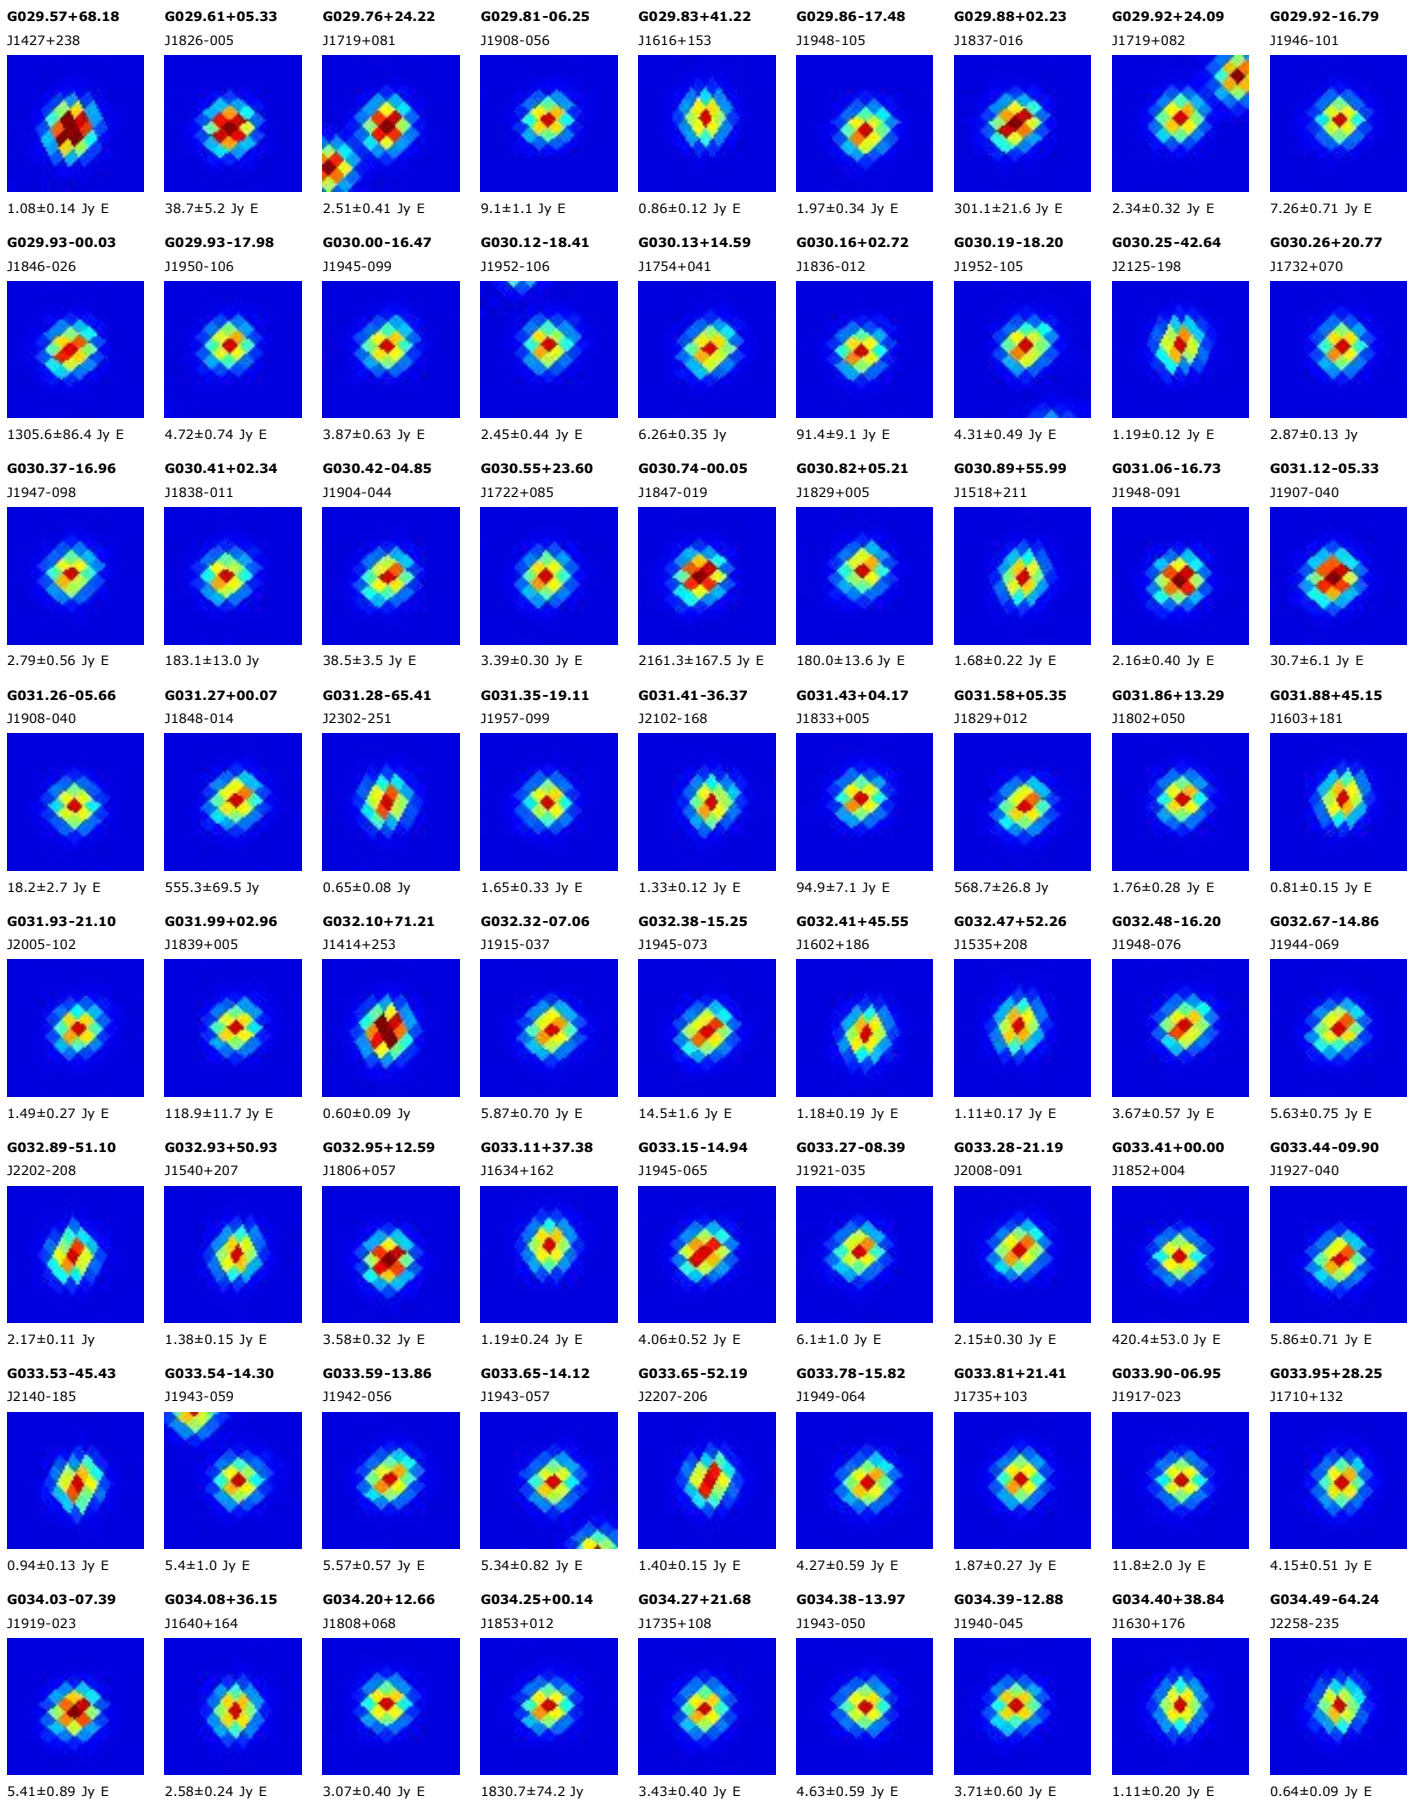 G029.57+68.18 G029.61+05.33 G029.76+24.22 G029.81-06.25 G029.83+41.22 G029.86-17.48 G029.88+02.23 G029.92+24.09 G029.92-16.79
J1427+238 J1826-005 J1719+081 J1908-056 J1616+153 J1948-105 J1837-016 J1719+082 J1946-101
1.08±0.14 Jy E 38.7±5.2 Jy E 2.51±0.41 Jy E 9.1±1.1 Jy E 0.86±0.12 Jy E 1.97±0.34 Jy E 301.1±21.6 Jy E 2.34±0.32 Jy E 7.26±0.71 Jy E
G029.93-00.03 G029.93-17.98 G030.00-16.47 G030.12-18.41 G030.13+14.59 G030.16+02.72 G030.19-18.20 G030.25-42.64 G030.26+20.77
J1846-026 J1950-106 J1945-099 J1952-106 J1754+041 J1836-012 J1952-105 J2125-198 J1732+070
1305.6±86.4 Jy E 4.72±0.74 Jy E 3.87±0.63 Jy E 2.45±0.44 Jy E 6.26±0.35 Jy 91.4±9.1 Jy E 4.31±0.49 Jy E 1.19±0.12 Jy E 2.87±0.13 Jy
G030.37-16.96 G030.41+02.34 G030.42-04.85 G030.55+23.60 G030.74-00.05 G030.82+05.21 G030.89+55.99 G031.06-16.73 G031.12-05.33
J1947-098 J1838-011 J1904-044 J1722+085 J1847-019 J1829+005 J1518+211 J1948-091 J1907-040
2.79±0.56 Jy E 183.1±13.0 Jy 38.5±3.5 Jy E 3.39±0.30 Jy E 2161.3±167.5 Jy E 180.0±13.6 Jy E 1.68±0.22 Jy E 2.16±0.40 Jy E 30.7±6.1 Jy E
G031.26-05.66 G031.27+00.07 G031.28-65.41 G031.35-19.11 G031.41-36.37 G031.43+04.17 G031.58+05.35 G031.86+13.29 G031.88+45.15
J1908-040 J1848-014 J2302-251 J1957-099 J2102-168 J1833+005 J1829+012 J1802+050 J1603+181
18.2±2.7 Jy E 555.3±69.5 Jy 0.65±0.08 Jy 1.65±0.33 Jy E 1.33±0.12 Jy E 94.9±7.1 Jy E 568.7±26.8 Jy 1.76±0.28 Jy E 0.81±0.15 Jy E
G031.93-21.10 G031.99+02.96 G032.10+71.21 G032.32-07.06 G032.38-15.25 G032.41+45.55 G032.47+52.26 G032.48-16.20 G032.67-14.86
J2005-102 J1839+005 J1414+253 J1915-037 J1945-073 J1602+186 J1535+208 J1948-076 J1944-069
1.49±0.27 Jy E 118.9±11.7 Jy E 0.60±0.09 Jy 5.87±0.70 Jy E 14.5±1.6 Jy E 1.18±0.19 Jy E 1.11±0.17 Jy E 3.67±0.57 Jy E 5.63±0.75 Jy E
G032.89-51.10 G032.93+50.93 G032.95+12.59 G033.11+37.38 G033.15-14.94 G033.27-08.39 G033.28-21.19 G033.41+00.00 G033.44-09.90
J2202-208 J1540+207 J1806+057 J1634+162 J1945-065 J1921-035 J2008-091 J1852+004 J1927-040
2.17±0.11 Jy 1.38±0.15 Jy E 3.58±0.32 Jy E 1.19±0.24 Jy E 4.06±0.52 Jy E 6.1±1.0 Jy E 2.15±0.30 Jy E 420.4±53.0 Jy E 5.86±0.71 Jy E
G033.53-45.43 G033.54-14.30 G033.59-13.86 G033.65-14.12 G033.65-52.19 G033.78-15.82 G033.81+21.41 G033.90-06.95 G033.95+28.25
J2140-185 J1943-059 J1942-056 J1943-057 J2207-206 J1949-064 J1735+103 J1917-023 J1710+132
0.94±0.13 Jy E 5.4±1.0 Jy E 5.57±0.57 Jy E 5.34±0.82 Jy E 1.40±0.15 Jy E 4.27±0.59 Jy E 1.87±0.27 Jy E 11.8±2.0 Jy E 4.15±0.51 Jy E
G034.03-07.39 G034.08+36.15 G034.20+12.66 G034.25+00.14 G034.27+21.68 G034.38-13.97 G034.39-12.88 G034.40+38.84 G034.49-64.24
J1919-023 J1640+164 J1808+068 J1853+012 J1735+108 J1943-050 J1940-045 J1630+176 J2258-235
5.41±0.89 Jy E 2.58±0.24 Jy E 3.07±0.40 Jy E 1830.7±74.2 Jy 3.43±0.40 Jy E 4.63±0.59 Jy E 3.71±0.60 Jy E 1.11±0.20 Jy E 0.64±0.09 Jy E